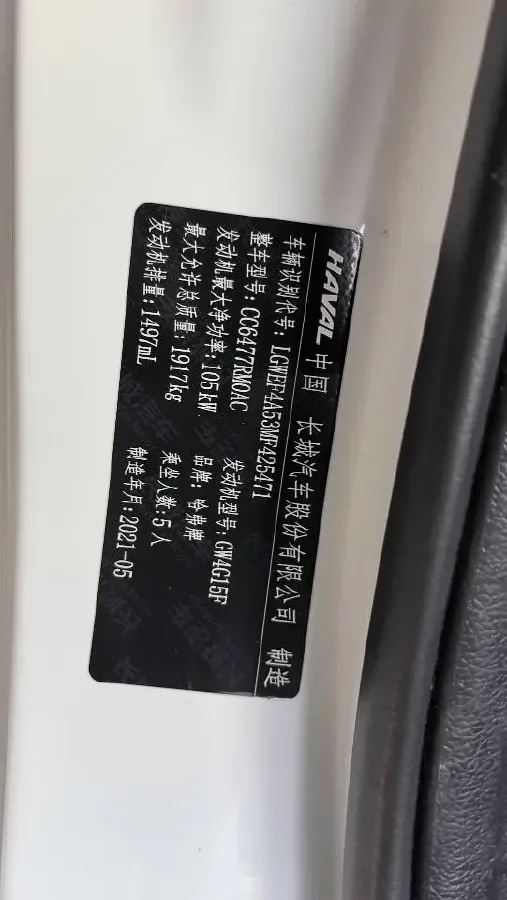 HAVAL 中国 长城汽车股份有限公司 制造
车辆识别代号: LGWEF4A53MF425471
整车型号: CC6477RM0AC 发动机型号: GW4G15F
发动机最大净功率: 105kW 品牌: 哈弗牌
最大允许总质量: 1917kg 乘坐人数: 5人
发动机排量: 1497mL 制造年月: 2021-05